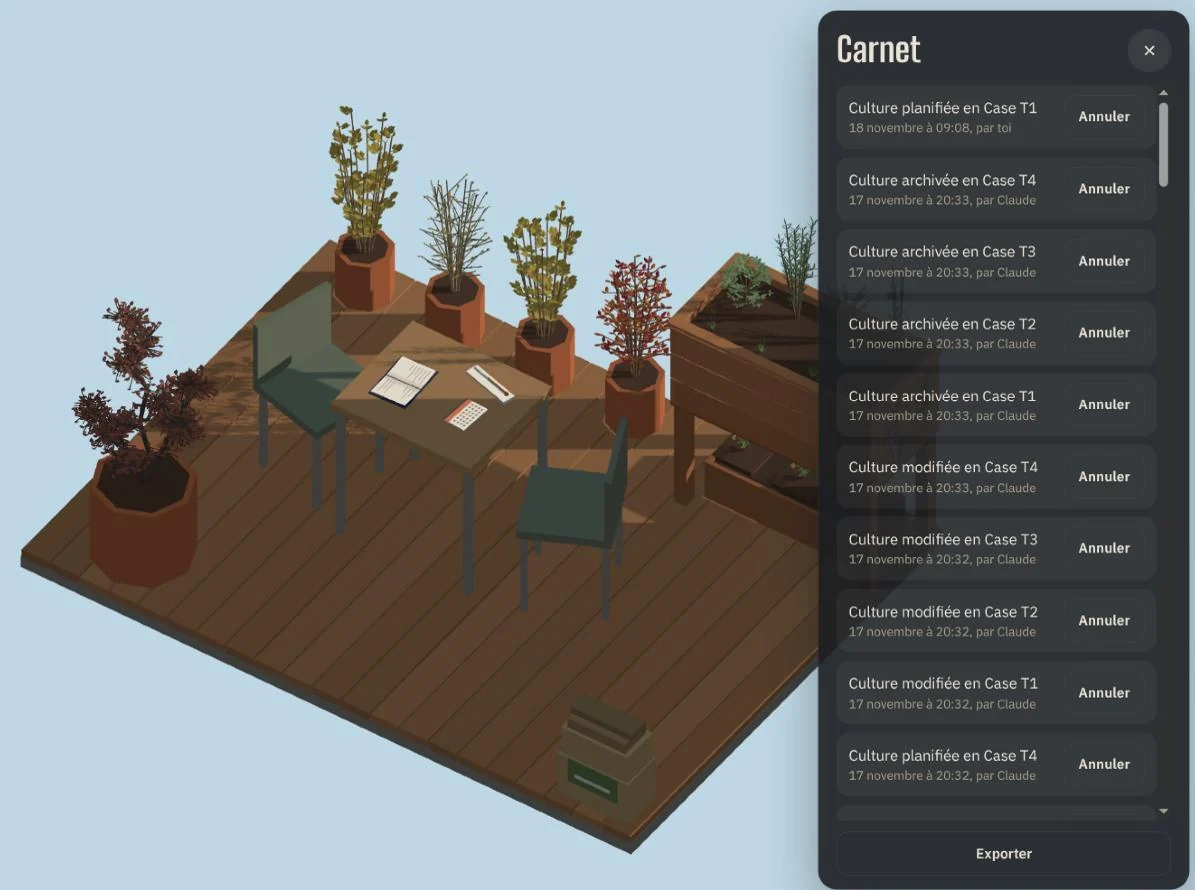 Carnet
Culture planifiée en Case T1
18 novembre à 09:08, par toi
Annuler
Culture archivée en Case T4
17 novembre à 20:33, par Claude
Annuler
Culture archivée en Case T3
17 novembre à 20:33, par Claude
Annuler
Culture archivée en Case T2
17 novembre à 20:33, par Claude
Annuler
Culture archivée en Case T1
17 novembre à 20:33, par Claude
Annuler
Culture modifiée en Case T4
17 novembre à 20:33, par Claude
Annuler
Culture modifiée en Case T3
17 novembre à 20:32, par Claude
Annuler
Culture modifiée en Case T2
17 novembre à 20:32, par Claude
Annuler
Culture modifiée en Case T1
17 novembre à 20:32, par Claude
Annuler
Culture planifiée en Case T4
17 novembre à 20:32, par Claude
Annuler
Exporter